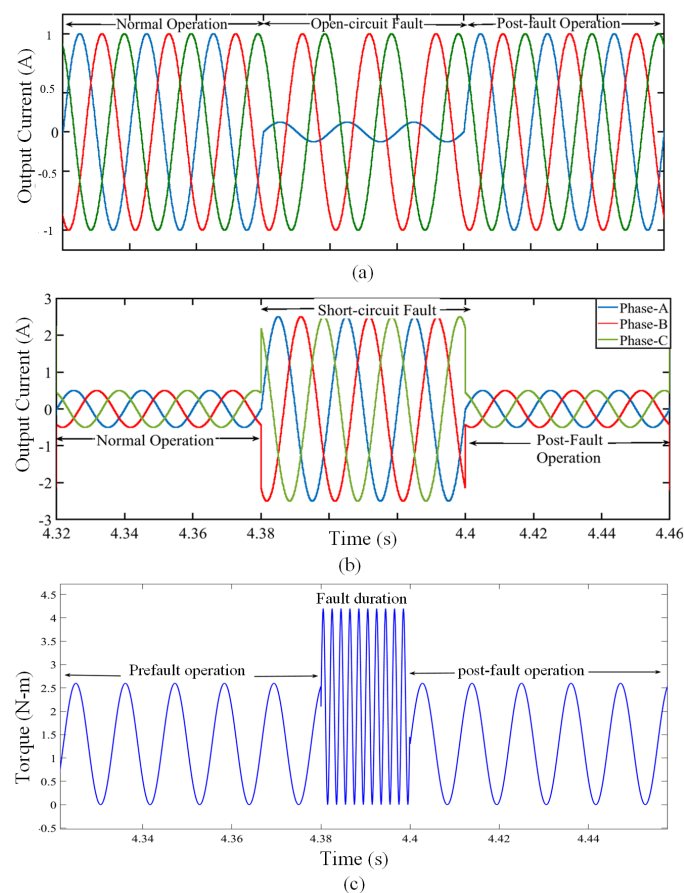 Normal Operation Open-circuit Fault Post-fault Operation
1
0.5
0
-0.5
-1
Output Current (A)
(a)
3
2
1
0
-1
-2
-3
Output Current (A)
Short-circuit Fault
Phase-A
Phase-B
Phase-C
Normal Operation
Post-Fault
Operation
4.32 4.34 4.36 4.38 4.4 4.42 4.44 4.46
Time (s)
(b)
Fault duration
4.5
4
3.5
3
2.5
2
1.5
1
0.5
0
-0.5
Torque (N-m)
Prefault operation
post-fault operation
4.34 4.36 4.38 4.4 4.42 4.44
Time (s)
(c)